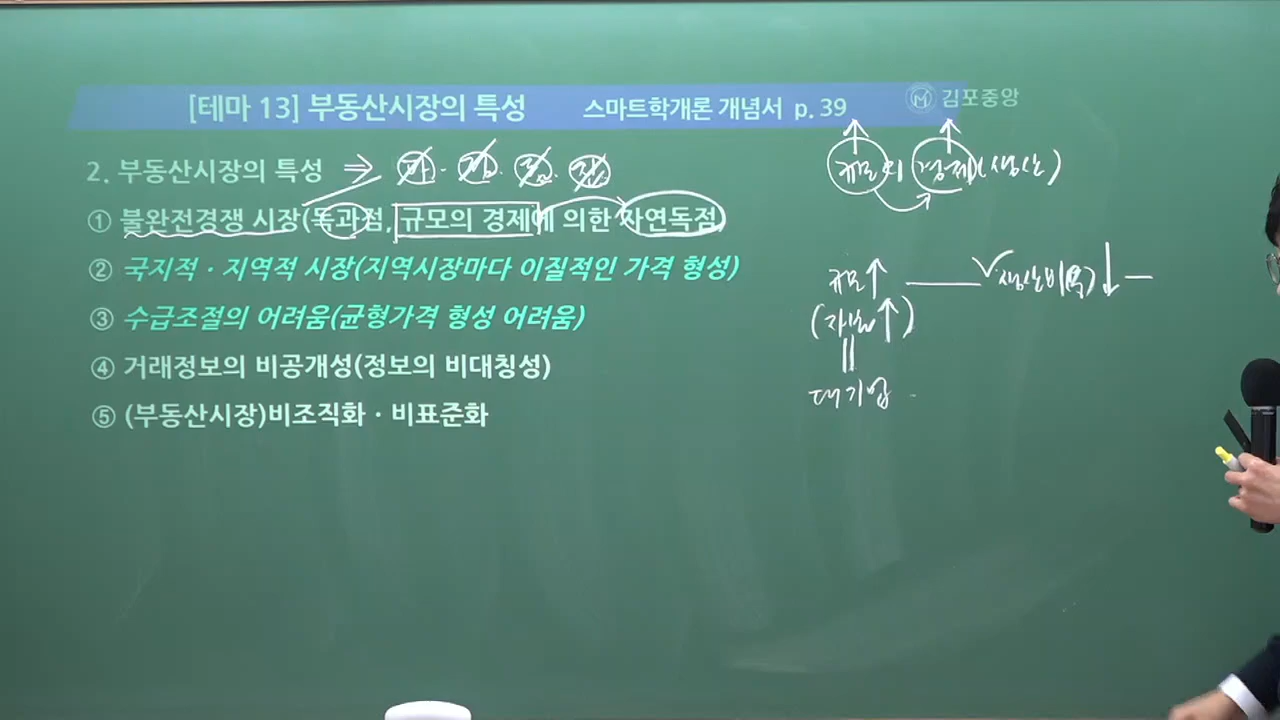 [테마 13] 부동산시장의 특성 스마트학개론 개념서 p. 39 김포중앙
2. 부동산시장의 특성 ⇒
① 불완전경쟁 시장(독과점, 규모의 경제에 의한 자연독점)
② 국지적 · 지역적 시장(지역시장마다 이질적인 가격 형성)
③ 수급조절의 어려움(균형가격 형성 어려움)
④ 거래정보의 비공개성(정보의 비대칭성)
⑤ (부동산시장)비조직화 · 비표준화
규모의 경제(생산)
규모↑ — 생산비(욕)↓ —
(자본↑)
||
대기업